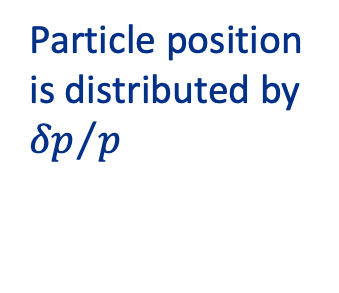 Particle position
is distributed by
δp/p